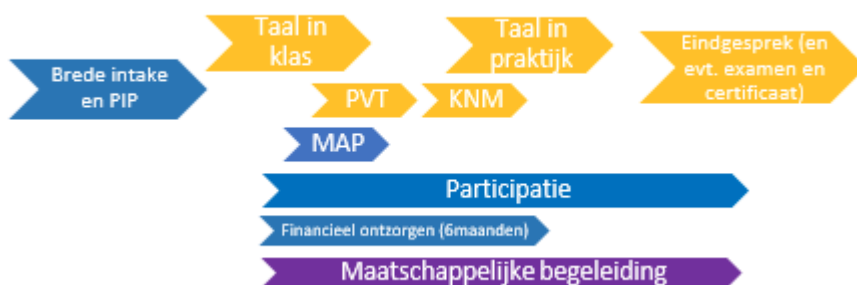 Taal in
klas
Taal in
praktijk
Eindgesprek (en
evt. examen en
certificaat)
Brede intake
en PIP
PVT
KNM
MAP
Participatie
Financieel ontzorgen (6maanden)
Maatschappelijke begeleiding